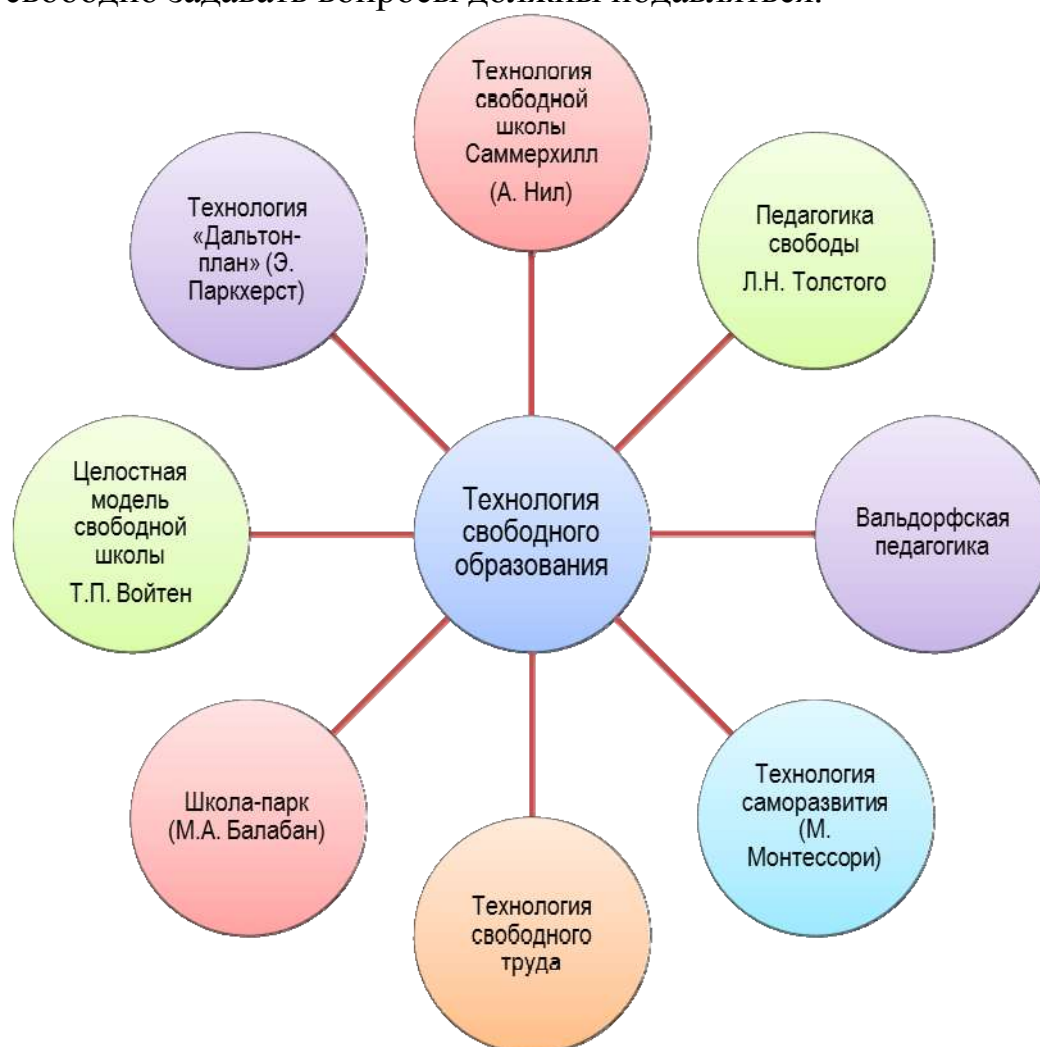 свободно задавать вопросы должны подавляться.
Технология
свободной
школы
Саммерхилл
(А. Нил)
Педагогика
свободы
Л.Н. Толстого
Вальдорфская
педагогика
Технология
саморазвития
(М.
Монтессори)
Технология
свободного
труда
Школа-парк
(М.А. Балабан)
Целостная
модель
свободной
школы
Т.П. Войтен
Технология
«Дальтон-
план» (Э.
Паркхерст)
Технология
свободного
образования